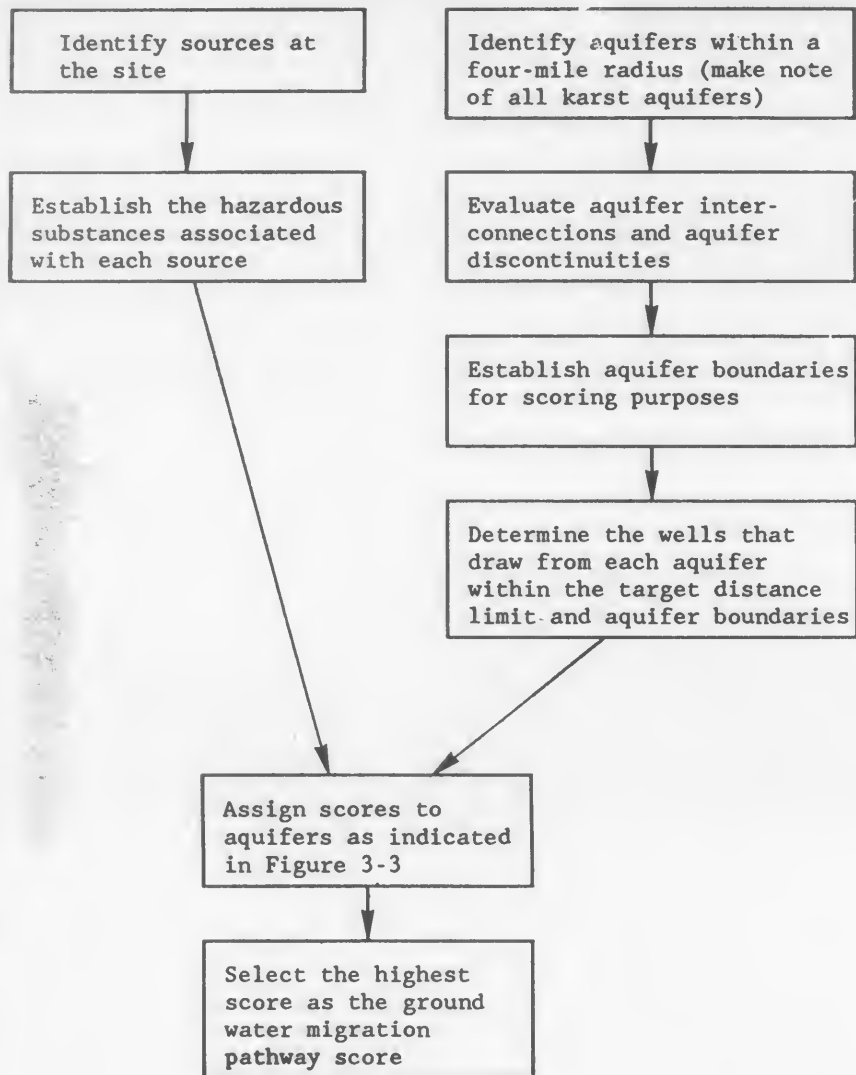 Identify sources at
the site
Establish the hazardous
substances associated
with each source
Identify aquifers within a
four-mile radius (make note
of all karst aquifers)
Evaluate aquifer inter-
connections and aquifer
discontinuities
Establish aquifer boundaries
for scoring purposes
Determine the wells that
draw from each aquifer
within the target distance
limit and aquifer boundaries
Assign scores to
aquifers as indicated
in Figure 3-3
Select the highest
score as the ground
water migration
pathway score